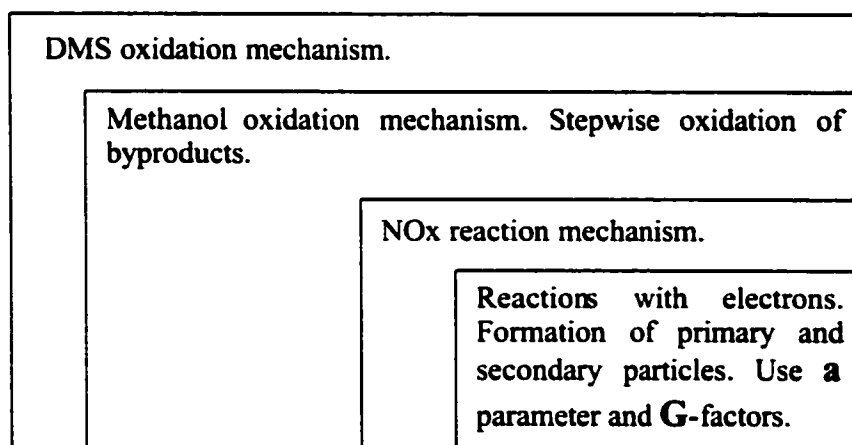 DMS oxidation mechanism.
Methanol oxidation mechanism. Stepwise oxidation of
byproducts.
NOx reaction mechanism.
Reactions with electrons.
Formation of primary and
secondary particles. Use a
parameter and G-factors.